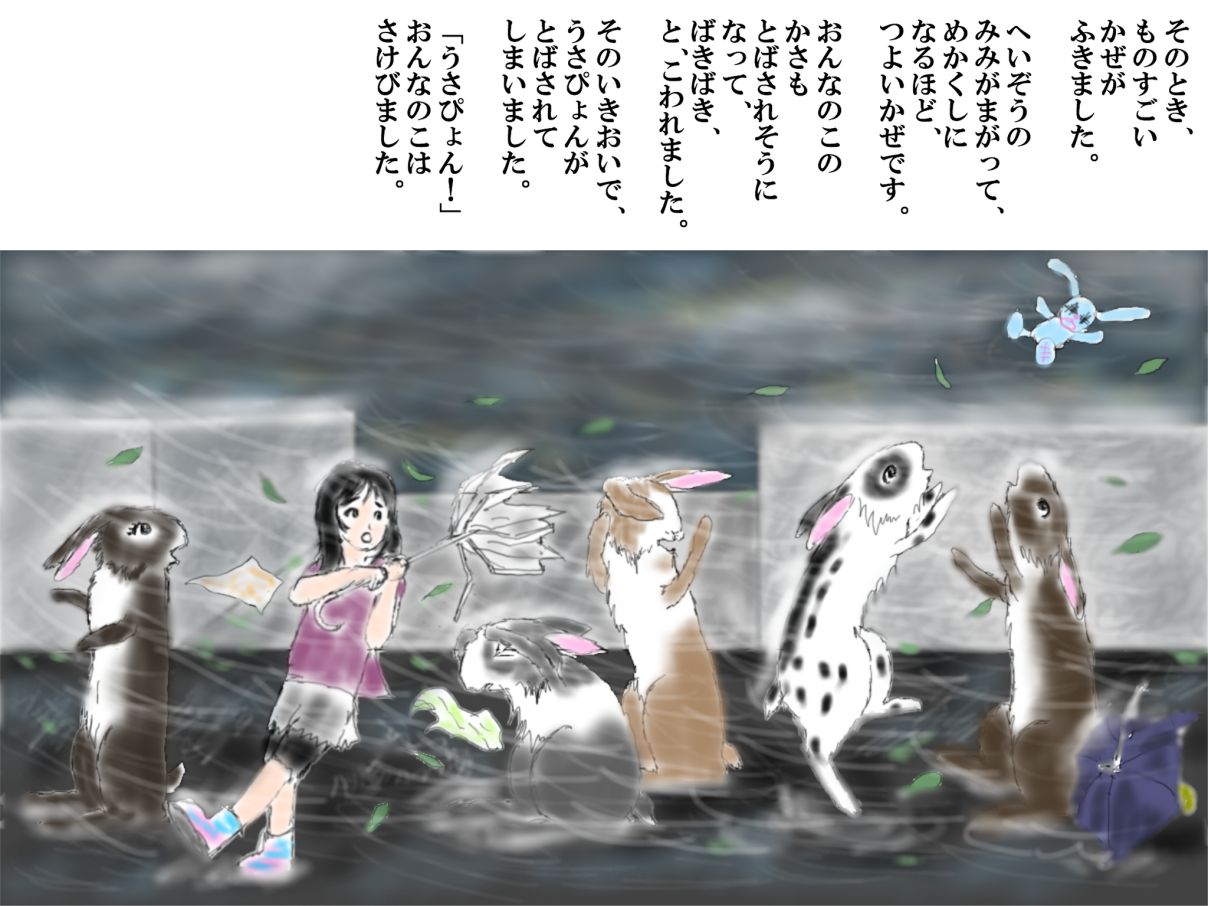 そのとき、
ものすごい
かぜが
ふきました。
へいぞうの
みみがまがって、
めかくしに
なるほど、
つよいかぜです。
おんなのこの
かさも
とばされそうに
なって、
ばきばき、
と、こわれました。
そのいきおいで、
うさぴょんが
とばされて
しまいました。
「うさぴょん！」
おんなのこは
さけびました。